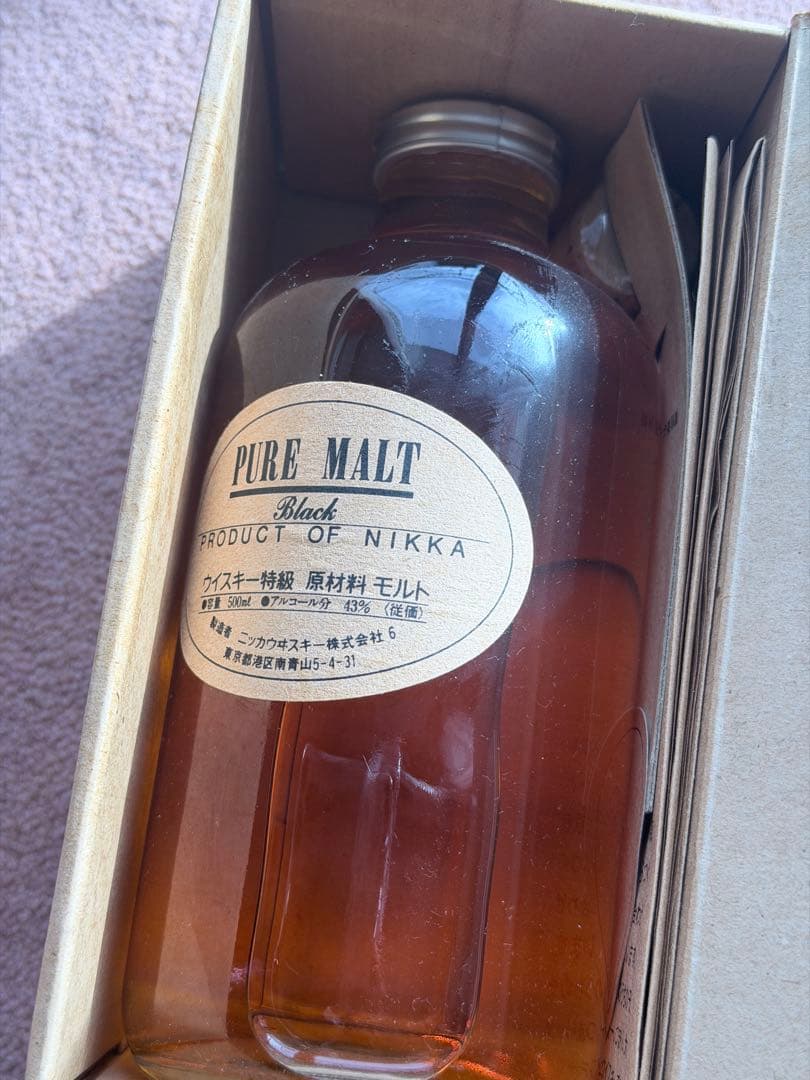 PURE MALT
Black
PRODUCT OF NIKKA
ウイスキー特級 原材料 モルト
●容量 500ml ●アルコール分 43% (従価)
製造者 ニッカウヰスキー株式会社 6
東京都港区南青山5-4-31